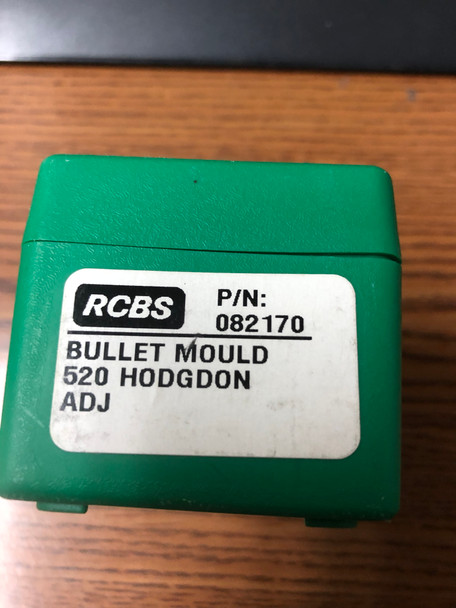 RCBS
P/N:
082170
BULLET MOULD
520 HODGDON
ADJ